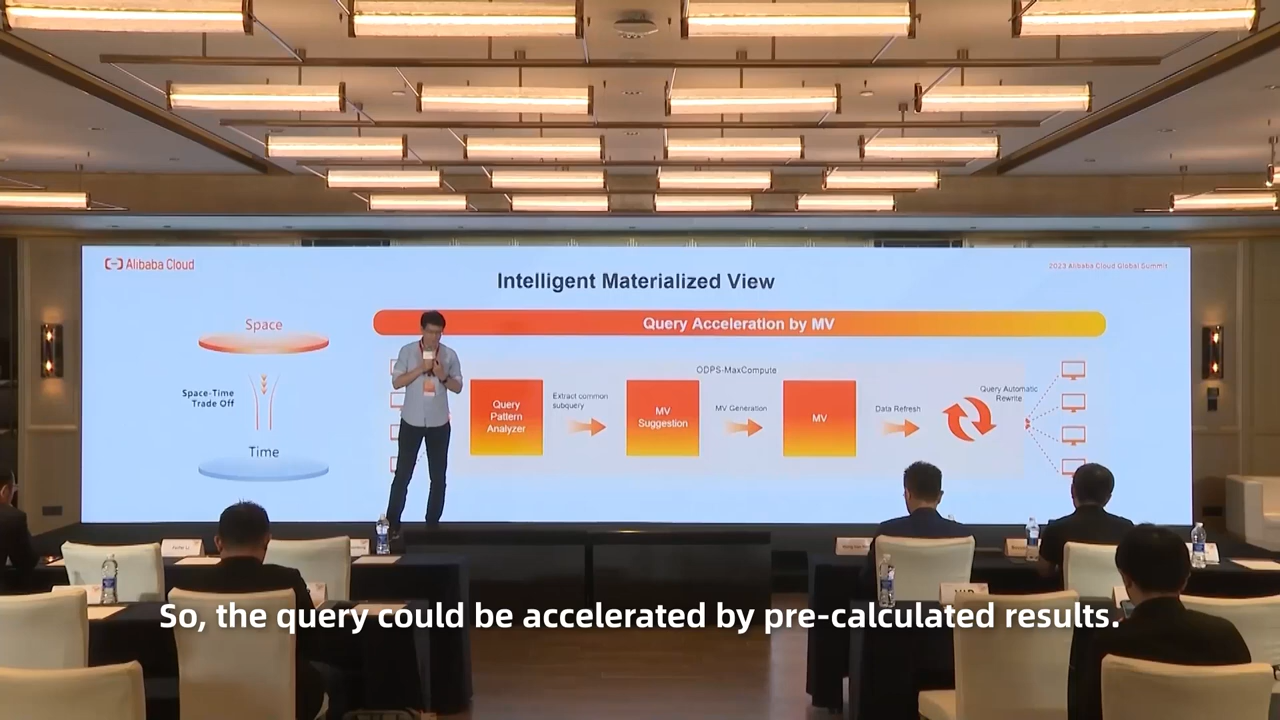 Alibaba Cloud
2023 Alibaba Cloud Global Summit
Intelligent Materialized View
Space
Space-Time
Trade Off
Time
Query Acceleration by MV
ODPS-MaxCompute
Query
Pattern
Analyzer
Extract common
subquery
MV
Suggestion
MV Generation
MV
Data Refresh
Query Automatic
Rewrite
So, the query could be accelerated by pre-calculated results.